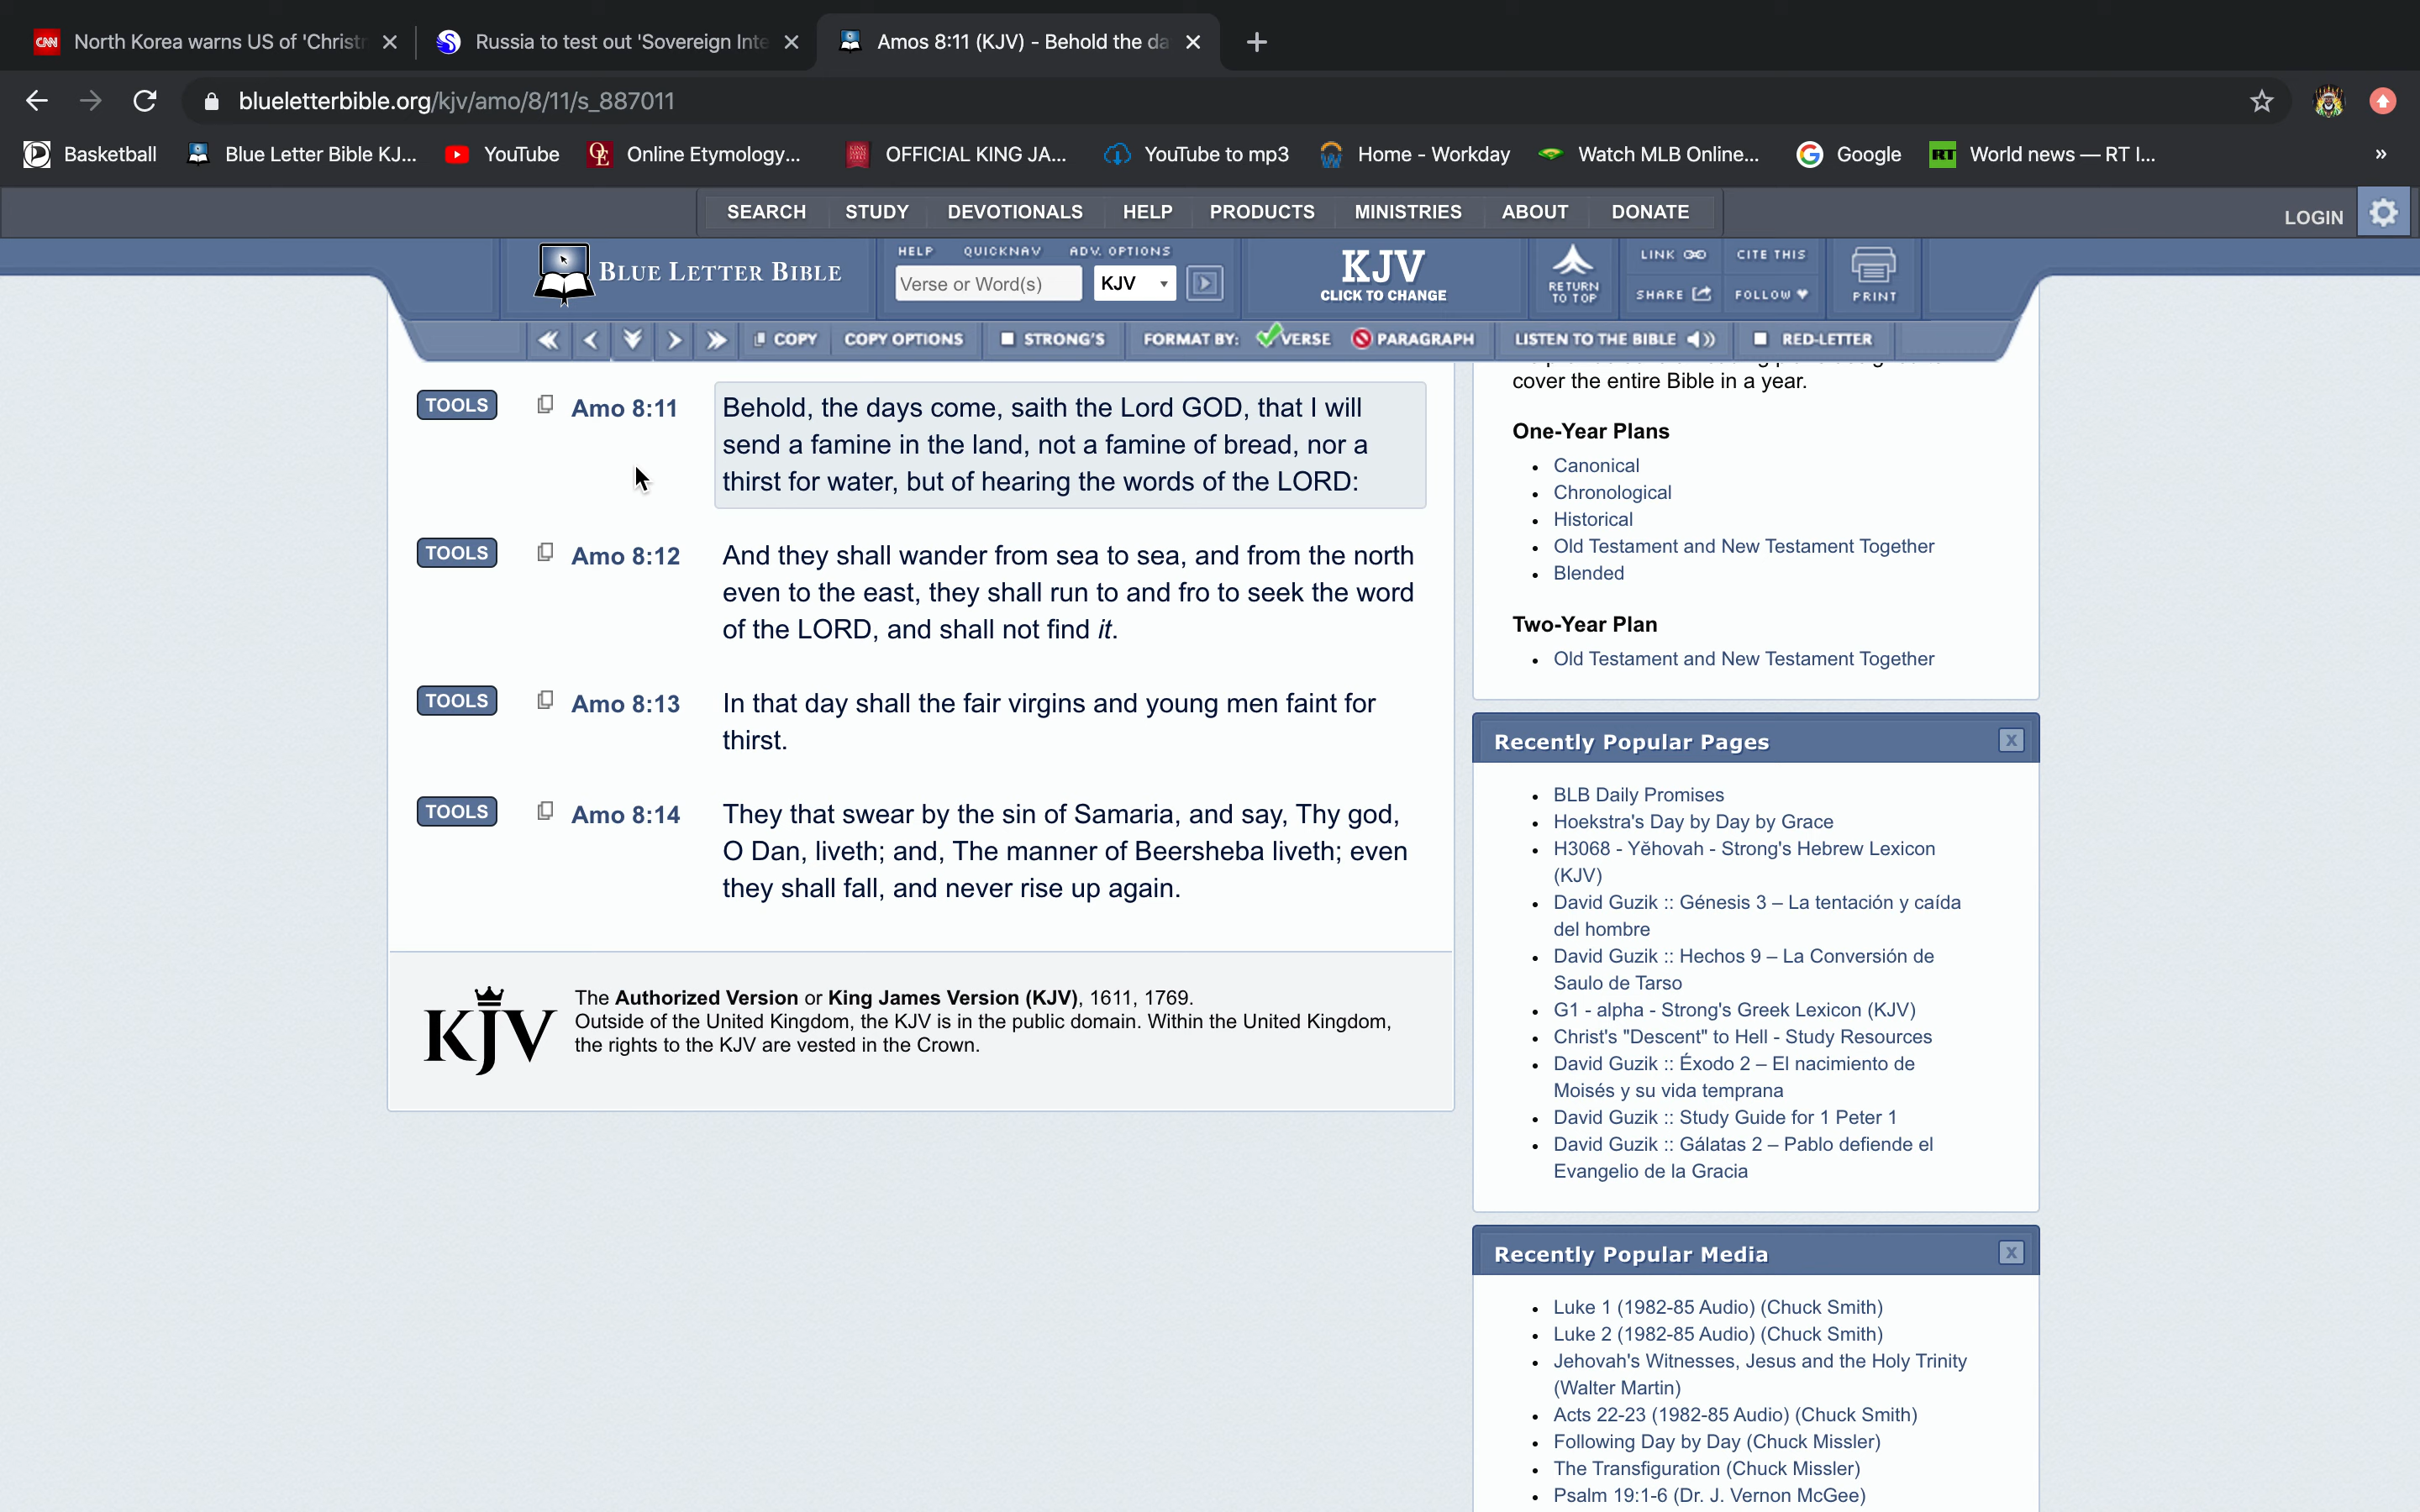 North Korea warns US of 'Christ
Russia to test out 'Sovereign Inte
Amos 8:11 (KJV) - Behold the da
blueletterbible.org/kjv/amo/8/11/s_887011
Basketball
Blue Letter Bible KJ...
YouTube
Online Etymology...
OFFICIAL KING JA...
YouTube to mp3
Home - Workday
Watch MLB Online...
Google
World news — RT I...
»
SEARCH STUDY DEVOTIONALS HELP PRODUCTS MINISTRIES ABOUT DONATE
LOGIN
BLUE LETTER BIBLE
HELP QUICKNAV ADV. OPTIONS
Verse or Word(s)
KJV
KJV
CLICK TO CHANGE
RETURN
TO TOP
LINK
CITE THIS
SHARE
FOLLOW
PRINT
COPY COPY OPTIONS STRONG'S FORMAT BY: VERSE PARAGRAPH LISTEN TO THE BIBLE RED-LETTER
TOOLS Amo 8:11 Behold, the days come, saith the Lord GOD, that I will
send a famine in the land, not a famine of bread, nor a
thirst for water, but of hearing the words of the LORD:
TOOLS Amo 8:12 And they shall wander from sea to sea, and from the north
even to the east, they shall run to and fro to seek the word
of the LORD, and shall not find it.
TOOLS Amo 8:13 In that day shall the fair virgins and young men faint for
thirst.
TOOLS Amo 8:14 They that swear by the sin of Samaria, and say, Thy god,
O Dan, liveth; and, The manner of Beersheba liveth; even
they shall fall, and never rise up again.
KJV
The Authorized Version or King James Version (KJV), 1611, 1769.
Outside of the United Kingdom, the KJV is in the public domain. Within the United Kingdom,
the rights to the KJV are vested in the Crown.
cover the entire Bible in a year.
One-Year Plans
Canonical
Chronological
Historical
Old Testament and New Testament Together
Blended
Two-Year Plan
Old Testament and New Testament Together
Recently Popular Pages
X
BLB Daily Promises
Hoekstra's Day by Day by Grace
H3068 - Yĕhovah - Strong's Hebrew Lexicon
(KJV)
David Guzik :: Génesis 3 – La tentación y caída
del hombre
David Guzik :: Hechos 9 – La Conversión de
Saulo de Tarso
G1 - alpha - Strong's Greek Lexicon (KJV)
Christ's "Descent" to Hell - Study Resources
David Guzik :: Éxodo 2 – El nacimiento de
Moisés y su vida temprana
David Guzik :: Study Guide for 1 Peter 1
David Guzik :: Gálatas 2 – Pablo defiende el
Evangelio de la Gracia
Recently Popular Media
X
Luke 1 (1982-85 Audio) (Chuck Smith)
Luke 2 (1982-85 Audio) (Chuck Smith)
Jehovah's Witnesses, Jesus and the Holy Trinity
(Walter Martin)
Acts 22-23 (1982-85 Audio) (Chuck Smith)
Following Day by Day (Chuck Missler)
The Transfiguration (Chuck Missler)
Psalm 19:1-6 (Dr. J. Vernon McGee)